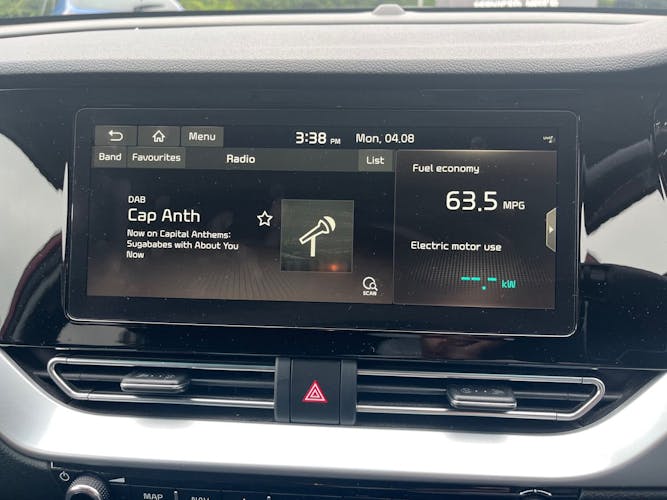 Menu
3:38 PM
Mon, 04.08
Band
Favourites
Radio
List
DAB
Cap Anth
Now on Capital Anthems:
Sugababes with About You
Now
SCAN
Fuel economy
63.5 MPG
Electric motor use
--.- kW
MAP
NAV